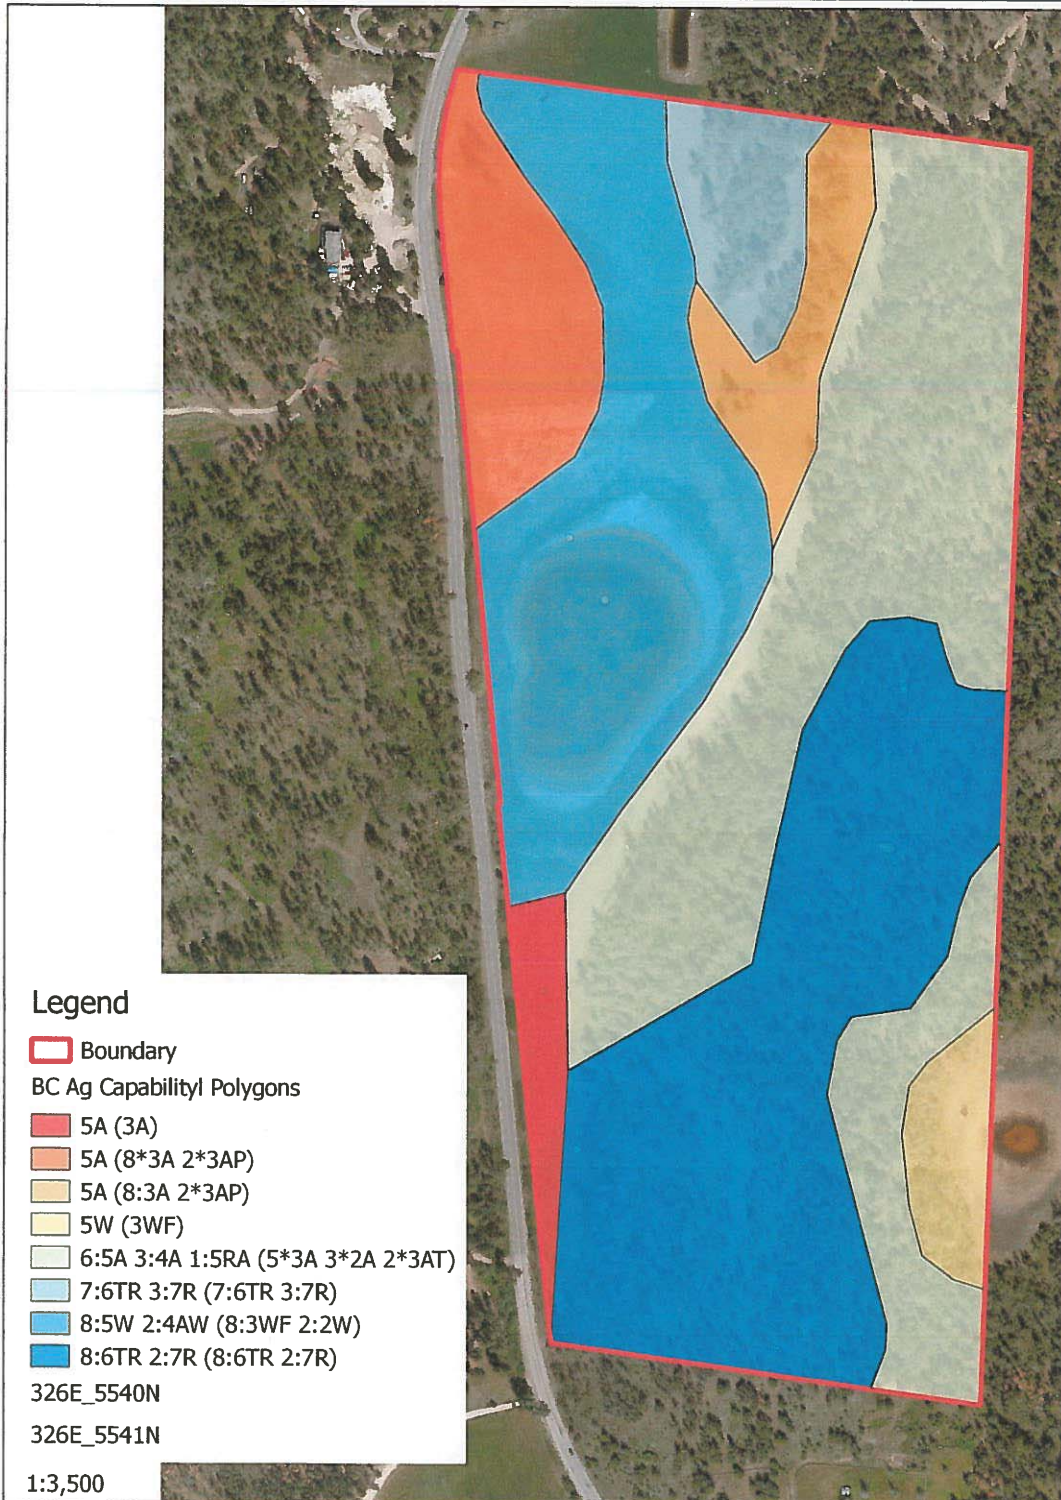 Legend
Boundary
BC Ag Capabilityl Polygons
5A (3A)
5A (8*3A 2*3AP)
5A (8:3A 2*3AP)
5W (3WF)
6:5A 3:4A 1:5RA (5*3A 3*2A 2*3AT)
7:6TR 3:7R (7:6TR 3:7R)
8:5W 2:4AW (8:3WF 2:2W)
8:6TR 2:7R (8:6TR 2:7R)
326E_5540N
326E_5541N
1:3,500